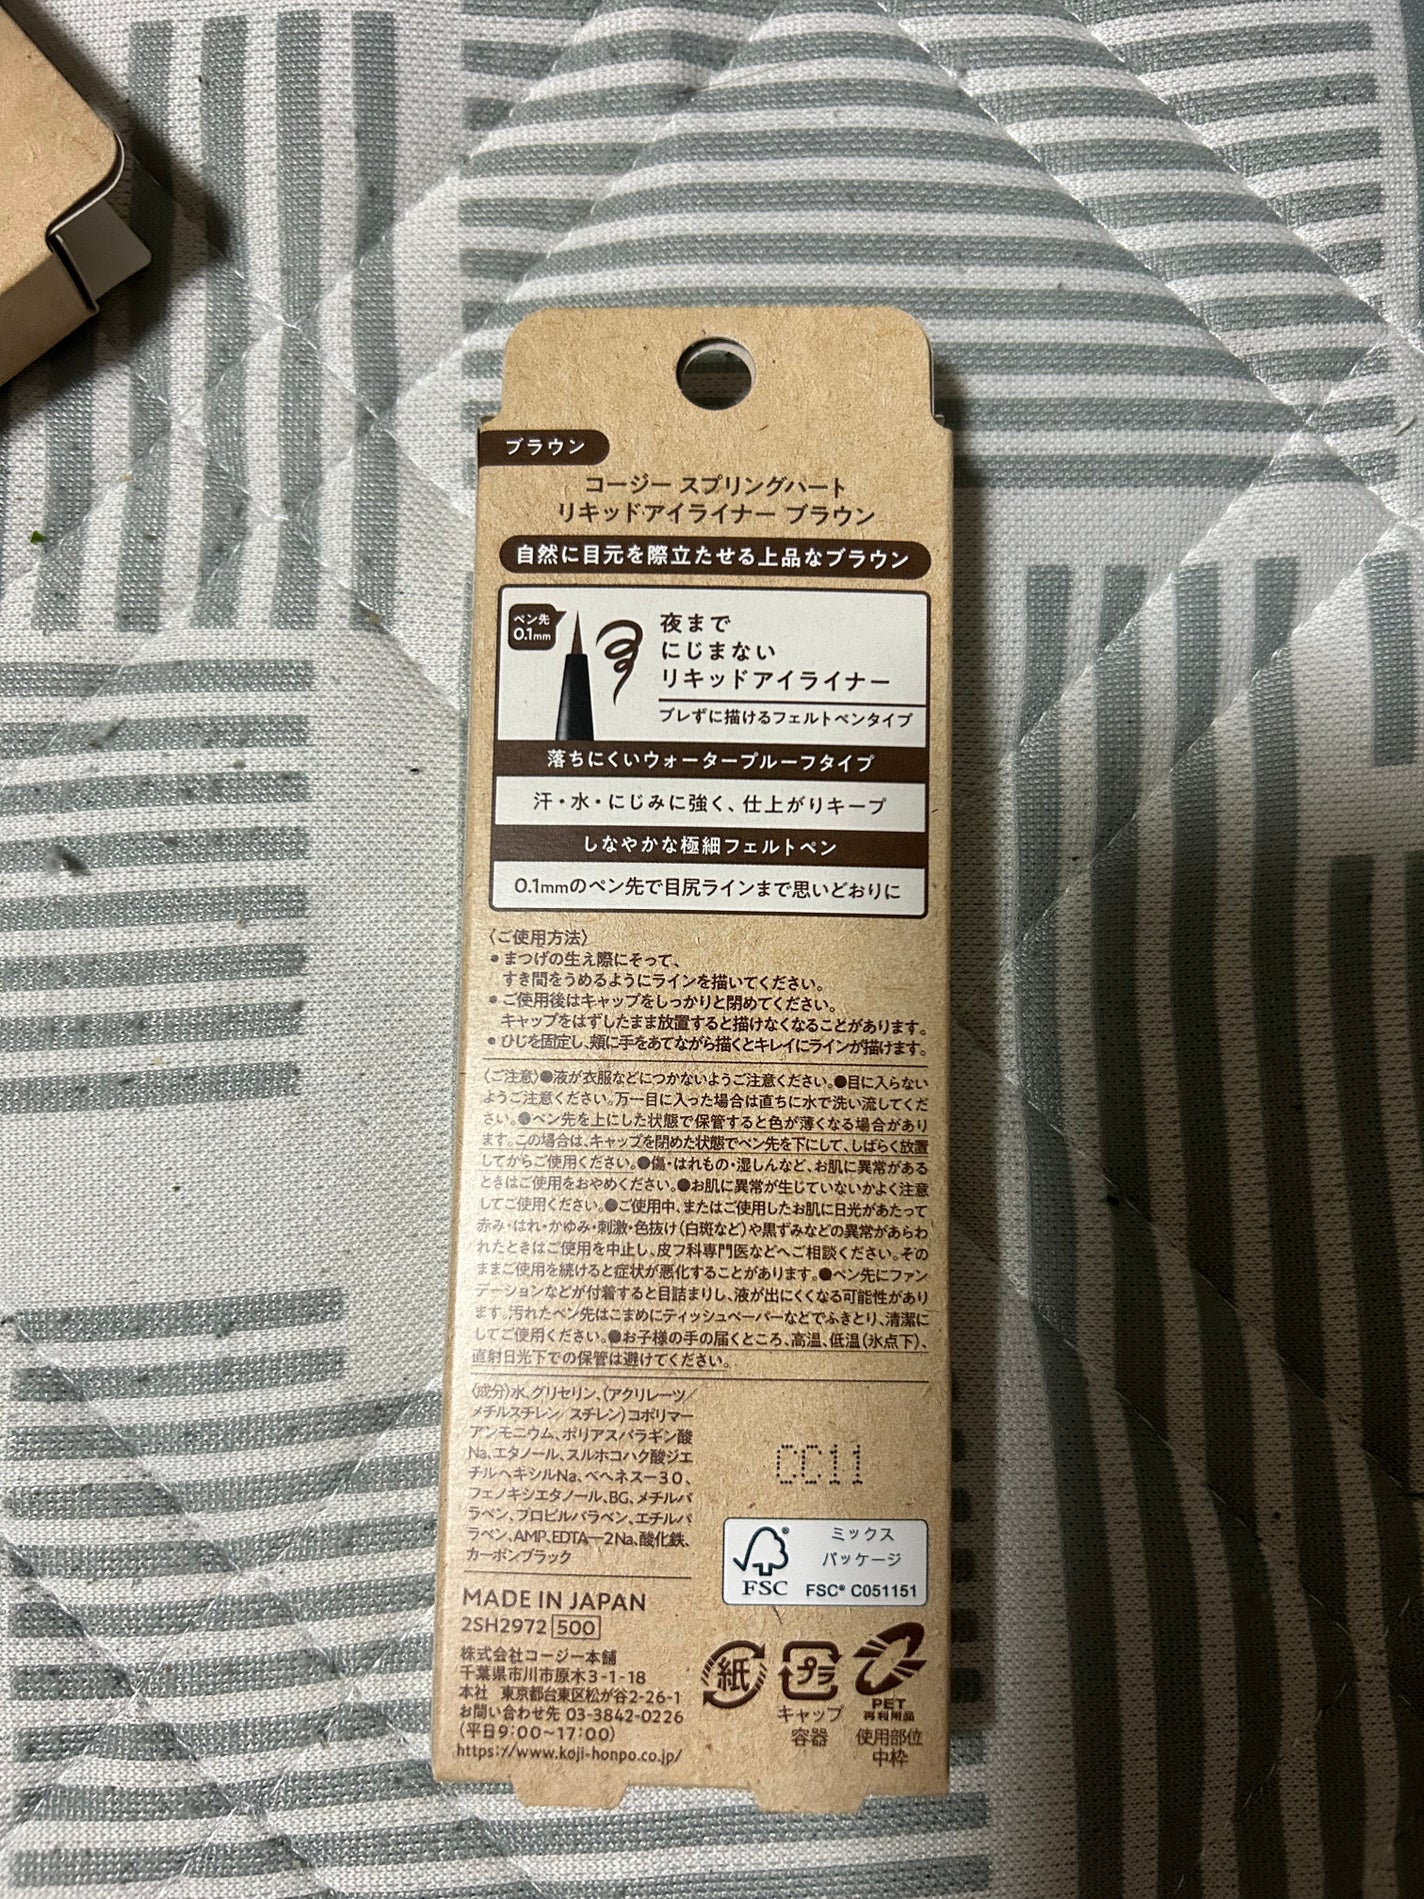 ブラウン
コージー スプリングハート
リキッドアイライナー ブラウン
自然に目元を際立たせる上品なブラウン
ペン先
0.1mm
夜まで
にじまない
リキッドアイライナー
ブレずに描けるフェルトペンタイプ
落ちにくいウォータープルーフタイプ
汗・水・にじみに強く、仕上がりキープ
しなやかな極細フェルトペン
0.1mmのペン先で目尻ラインまで思いどおりに
〈ご使用方法〉
●まつげの生え際にそって、
すき間をうめるようにラインを描いてください。
●ご使用後はキャップをしっかりと閉めてください。
キャップをはずしたまま放置すると描けなくなることがあります。
●ひじを固定し、頬に手をあてながら描くとキレイにラインが描けます。
〈ご注意〉●液が衣服などにつかないようご注意ください。●目に入らない
ようご注意ください。万一目に入った場合は直ちに水で洗い流してくだ
さい。●ペン先を上にした状態で保管すると色が薄くなる場合があり
ます。この場合は、キャップを閉めた状態でペン先を下にして、しばらく放置
してからご使用ください。●傷・はれもの・湿しんなど、お肌に異常がある
ときはご使用をおやめください。●お肌に異常が生じていないかよく注意
してご使用ください。●ご使用中、またはご使用したお肌に日光があたって
赤み・はれ・かゆみ・刺激・色抜け(白斑など)や黒ずみなどの異常があらわ
れたときはご使用を中止し、皮フ科専門医などへご相談ください。その
ままご使用を続けると症状が悪化することがあります。●ペン先にファン
デーションなどが付着すると目詰まりし、液が出にくくなる可能性があり
ます。汚れたペン先はこまめにティッシュペーパーなどでふきとり、清潔に
してご使用ください。●お子様の手の届くところ、高温、低温(氷点下)、
直射日光下での保管は避けてください。
〈成分〉水、グリセリン、(アクリレーツ/
メチルスチレン/スチレン)コポリマー
アンモニウム、ポリアスパラギン酸
Na、エタノール、スルホコハク酸ジエ
チルヘキシルNa、ベヘネス－30、
フェノキシエタノール、BG、メチルパ
ラベン、プロピルパラベン、エチルパ
ラベン、AMP、EDTA－2Na、酸化鉄、
カーボンブラック
CC11
FSC
ミックス
パッケージ
FSC® C051151
MADE IN JAPAN
2SH2972 500
株式会社コージー本舗
千葉県市川市原木3-1-18
本社 東京都台東区松が谷2-26-1
お問い合わせ先 03-3842-0226
(平日9:00～17:00)
https://www.koji-honpo.co.jp/
紙
プラ
キャップ
容器
PET
再利用品
使用部位
中枠